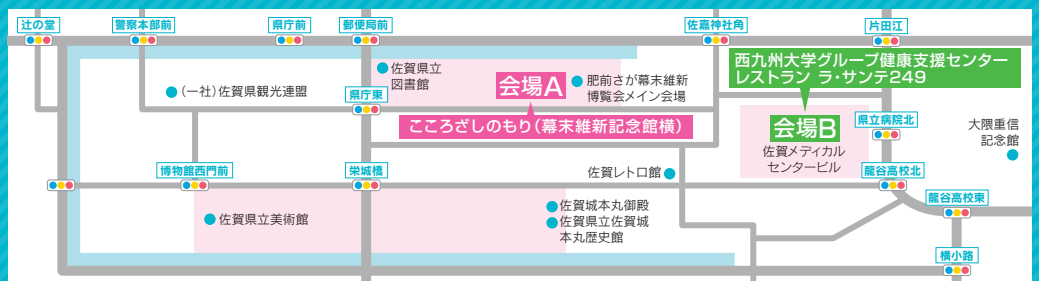 辻の堂
警察本部前
県庁前
郵便局前
佐嘉神社角
片田江
佐賀県立
図書館
会場A
肥前さが幕末維新
博覧会メイン会場
西九州大学グループ健康支援センター
レストラン ラ・サンテ249
(一社)佐賀県観光連盟
県庁東
こころざしのもり(幕末維新記念館横)
会場B
佐賀メディカル
センタービル
県立病院北
大隈重信
記念館
博物館西門前
栄城橋
佐賀レトロ館
龍谷高校北
龍谷高校東
佐賀県立美術館
佐賀城本丸御殿
佐賀県立佐賀城
本丸歴史館
横小路